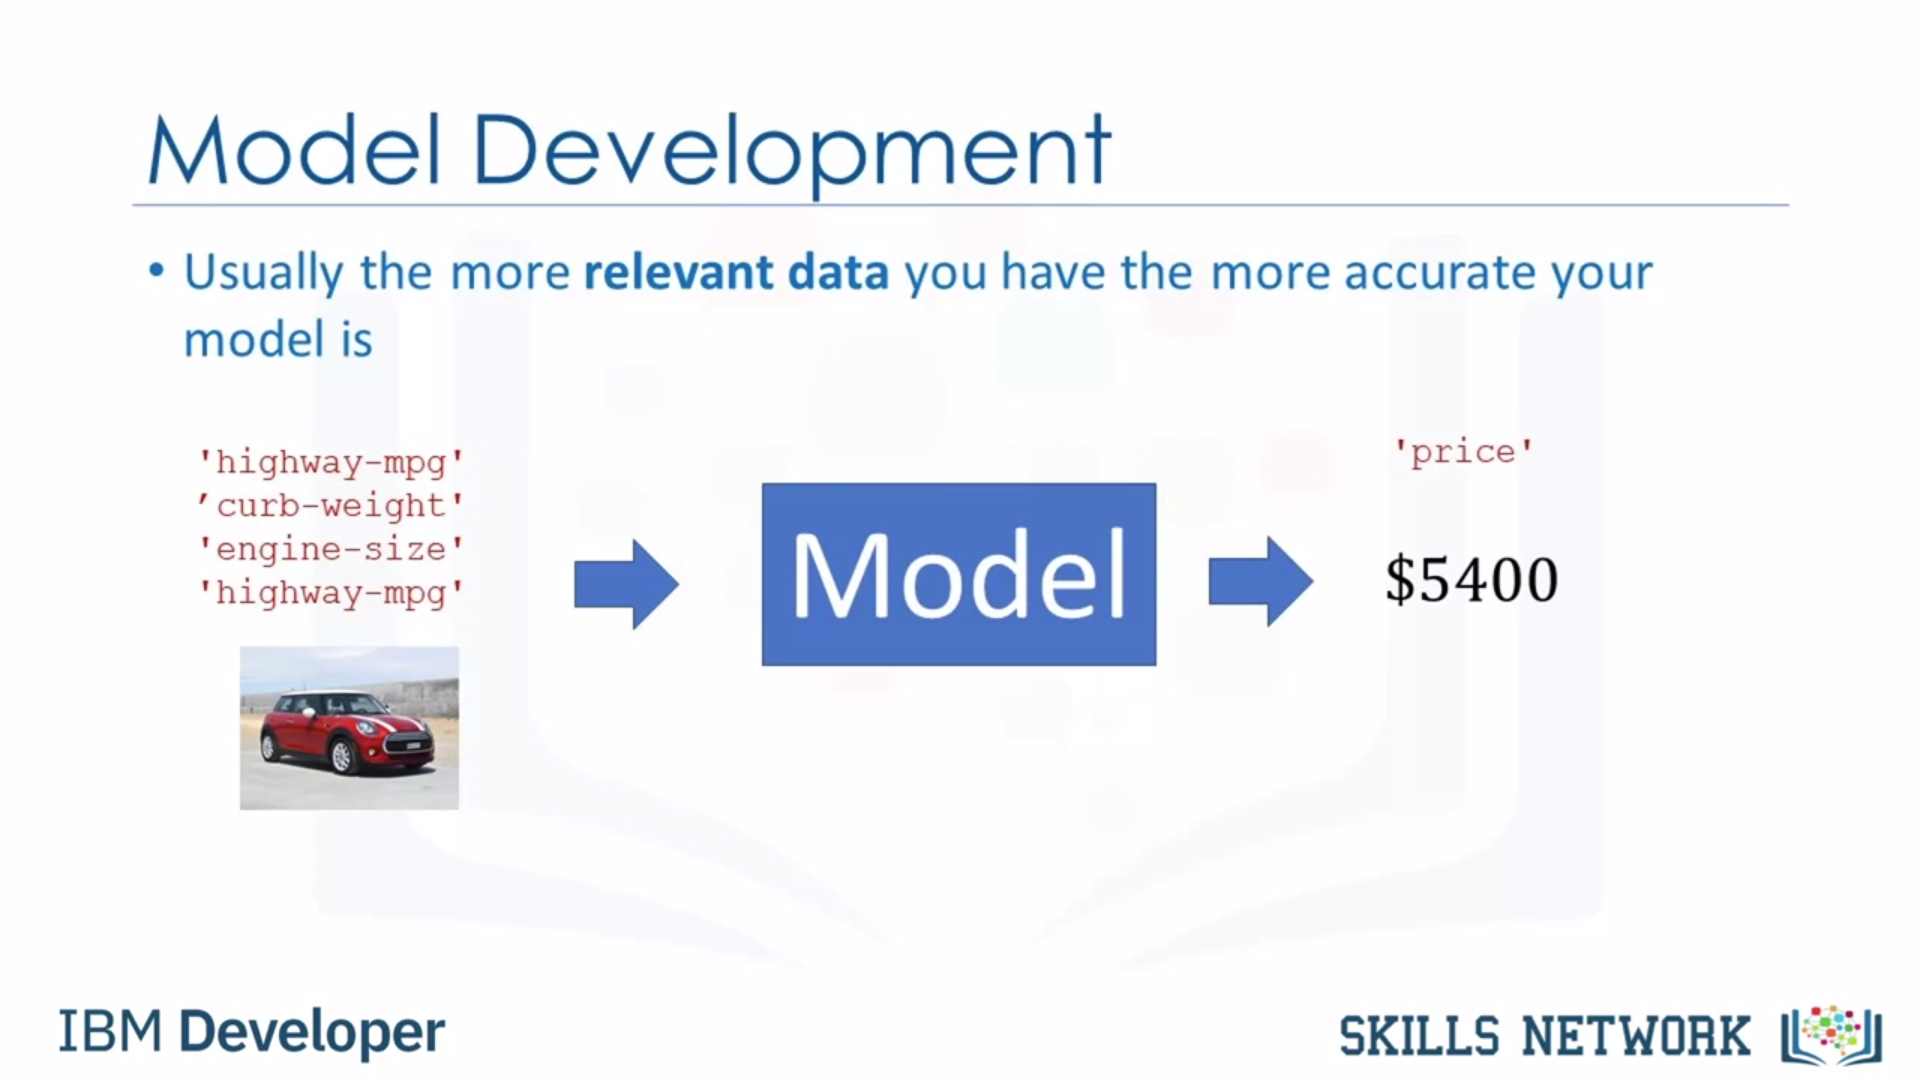 Model Development
• Usually the more relevant data you have the more accurate your
model is
'highway-mpg'
’curb-weight'
'engine-size'
'highway-mpg'
Model
'price'
$5400
IBM Developer
SKILLS NETWORK